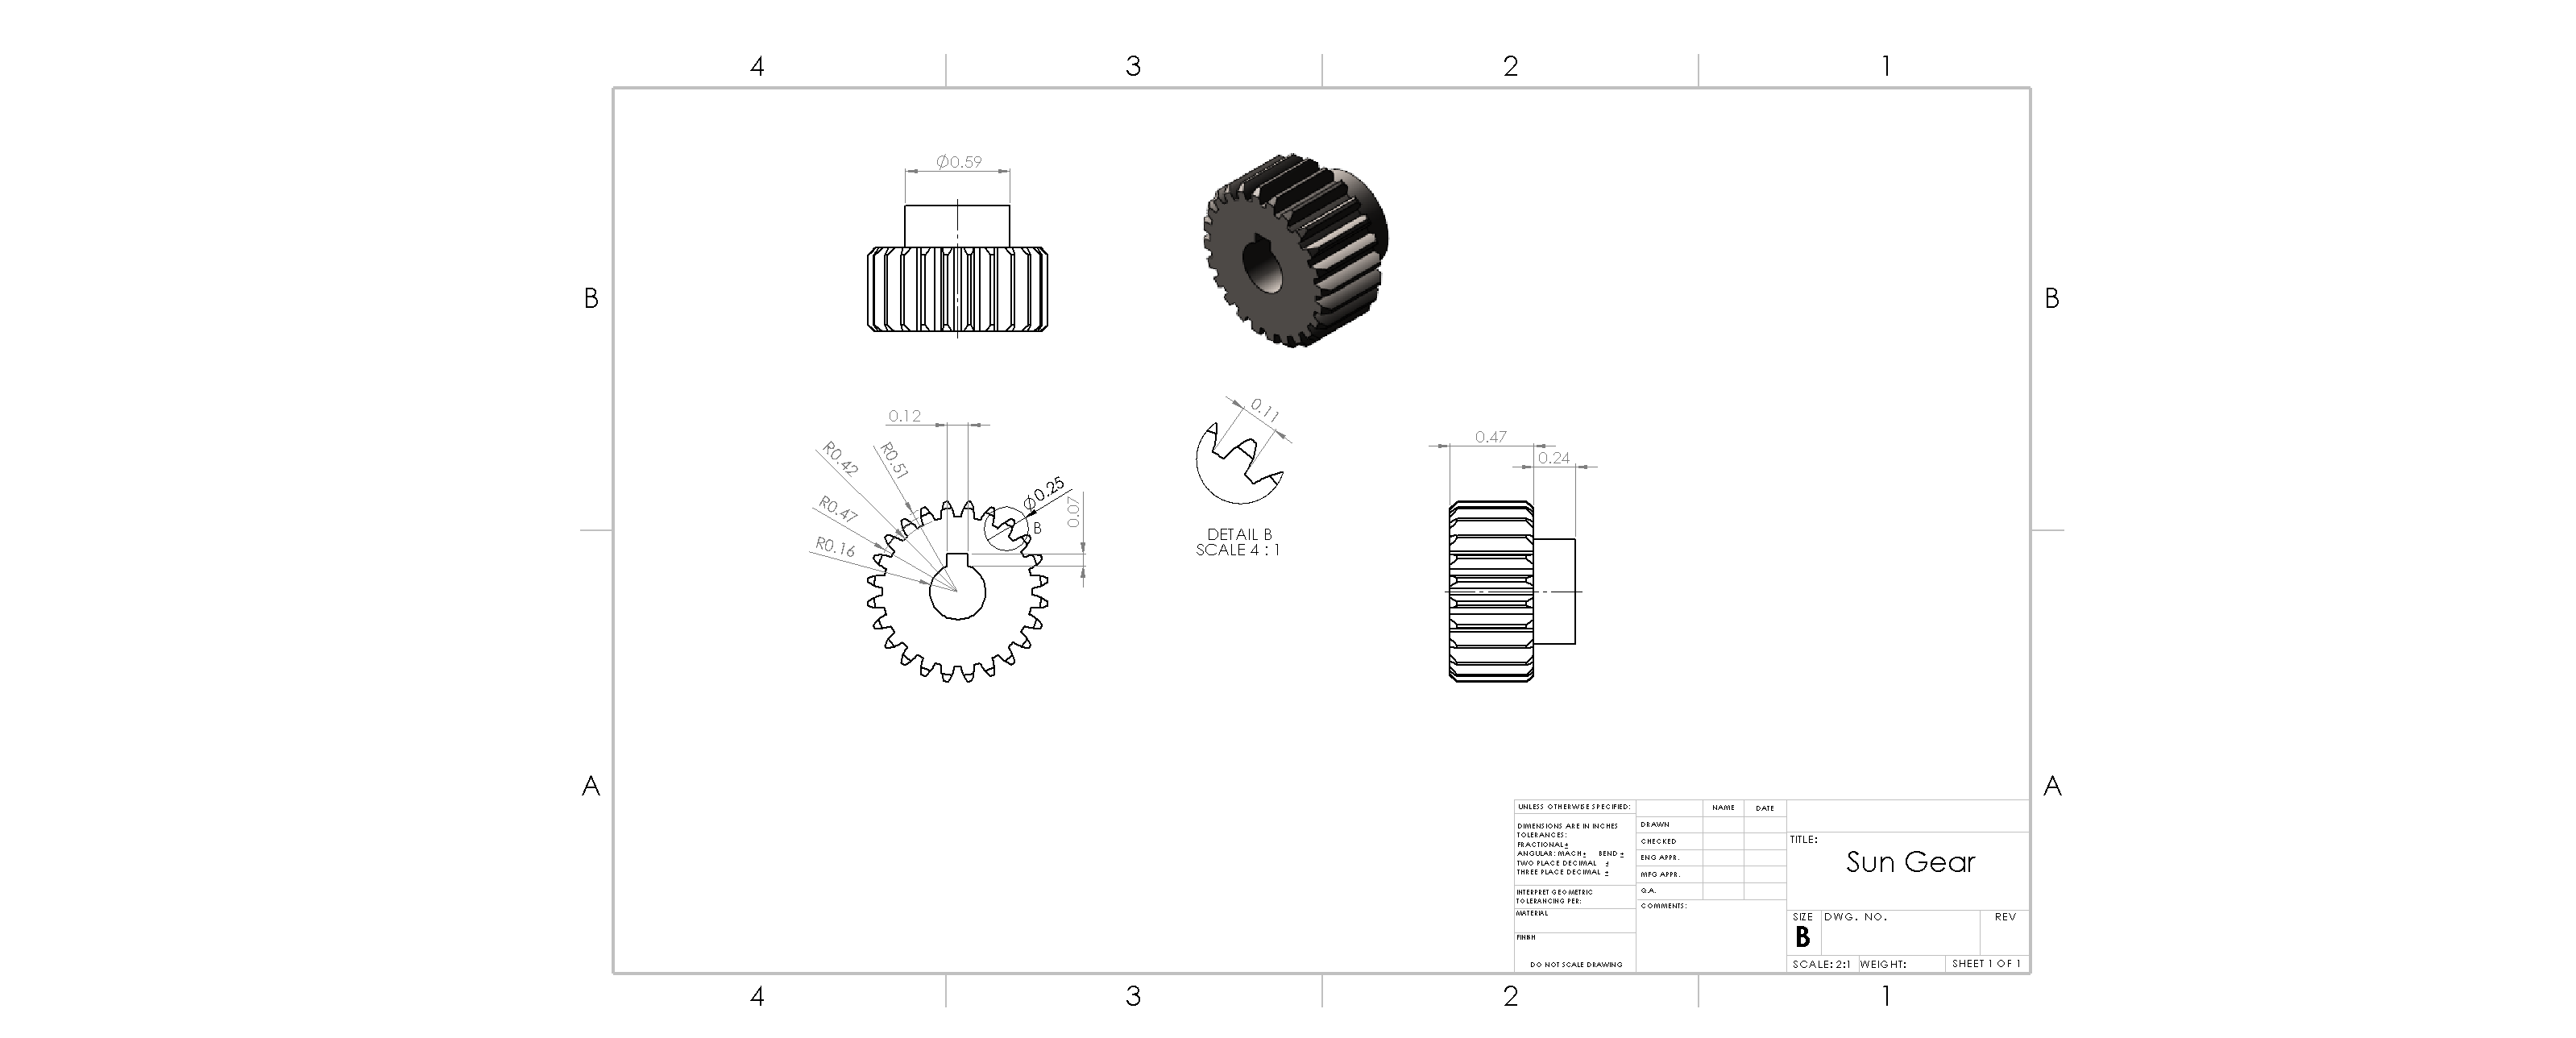 4 3 2 1
Ø0.59
B B
0.12
R0.42
R0.51
R0.47
R0.16
Ø0.25
B
0.07
0.11
DETAIL B
SCALE 4 : 1
0.47
0.24
A A
UNLESS OTHERWISE SPECIFIED:
DIMENSIONS ARE IN INCHES
TOLERANCES:
FRACTIONAL±
ANGULAR: MACH± BEND ±
TWO PLACE DECIMAL ±
THREE PLACE DECIMAL ±
INTERPRET GEOMETRIC
TOLERANCING PER:
MATERIAL
FINISH
DO NOT SCALE DRAWING
NAME DATE
DRAWN
CHECKED
ENG APPR.
MFG APPR.
Q.A.
COMMENTS:
TITLE:
Sun Gear
SIZE DWG. NO. REV
B
SCALE: 2:1 WEIGHT: SHEET 1 OF 1
4 3 2 1